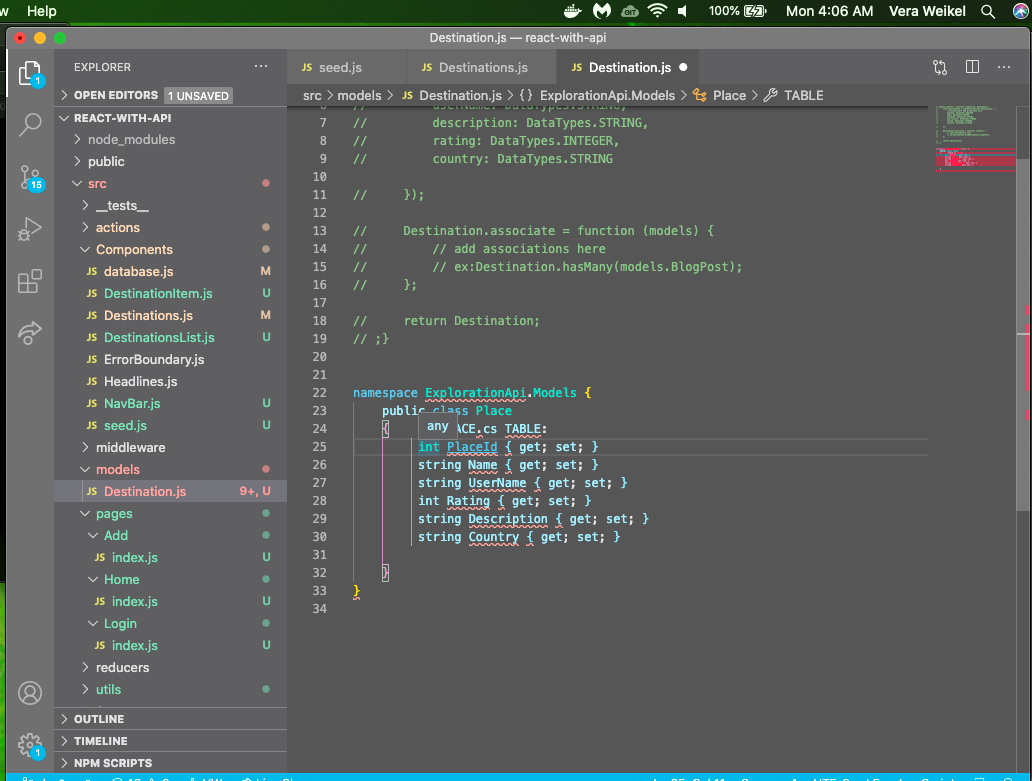 w Help 100% Mon 4:06 AM Vera Weikel
Destination.js — react-with-api
EXPLORER ...
OPEN EDITORS 1 UNSAVED
REACT-WITH-API
node_modules
public
src
__tests__
actions
Components
JS database.js M
JS DestinationItem.js U
JS Destinations.js M
JS DestinationsList.js U
JS ErrorBoundary.js
JS Headlines.js
JS NavBar.js U
JS seed.js U
middleware
models
JS Destination.js 9+, U
pages
Add
JS index.js U
Home
JS index.js U
Login
JS index.js U
reducers
utils
OUTLINE
TIMELINE
NPM SCRIPTS
1
15
1
JS seed.js JS Destinations.js JS Destination.js ●
src > models > JS Destination.js > {} ExplorationApi.Models > Place > TABLE
6 // userName: DataTypes.STRING,
7 // description: DataTypes.STRING,
8 // rating: DataTypes.INTEGER,
9 // country: DataTypes.STRING
10
11 // });
12
13 // Destination.associate = function (models) {
14 // // add associations here
15 // // ex:Destination.hasMany(models.BlogPost);
16 // };
17
18 // return Destination;
19 // ;}
20
21
22 namespace ExplorationApi.Models {
23 public class Place
24 { any ACE.cs TABLE:
25 int PlaceId { get; set; }
26 string Name { get; set; }
27 string UserName { get; set; }
28 int Rating { get; set; }
29 string Description { get; set; }
30 string Country { get; set; }
31
32 }
33 }
34